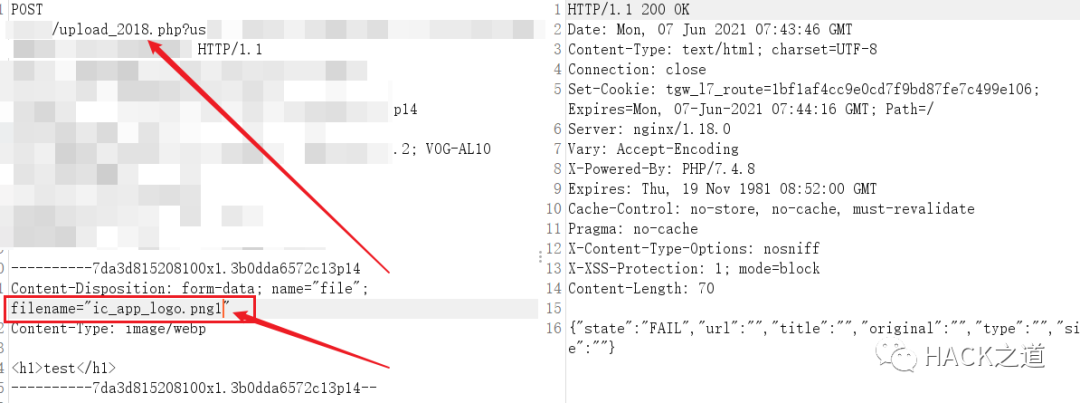 POST
/upload_2018.php?us
HTTP/1.1
p14
.2; VOG-AL10
----------7da3d815208100x1.3b0dda6572c13p14
Content-Disposition: form-data; name="file";
filename="ic_app_logo.png1"
Content-Type: image/webp
<h1>test</h1>
----------7da3d815208100x1.3b0dda6572c13p14--
1 HTTP/1.1 200 OK
2 Date: Mon, 07 Jun 2021 07:43:46 GMT
3 Content-Type: text/html; charset=UTF-8
4 Connection: close
5 Set-Cookie: tgw_l7_route=1bf1af4cc9e0cd7f9bd87fe7c499e106;
Expires=Mon, 07-Jun-2021 07:44:16 GMT; Path=/
6 Server: nginx/1.18.0
7 Vary: Accept-Encoding
8 X-Powered-By: PHP/7.4.8
9 Expires: Thu, 19 Nov 1981 08:52:00 GMT
10 Cache-Control: no-store, no-cache, must-revalidate
11 Pragma: no-cache
12 X-Content-Type-Options: nosniff
13 X-XSS-Protection: 1; mode=block
14 Content-Length: 70
15
16 {"state":"FAIL","url":"","title":"","original":"","type":"","siz
e":""}
HACK之道